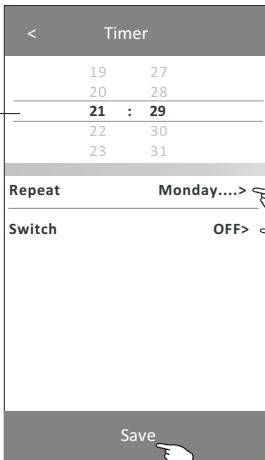 < Timer
19 27
20 28
21 : 29
22 30
23 31
Repeat Monday....>
Switch OFF>
Save